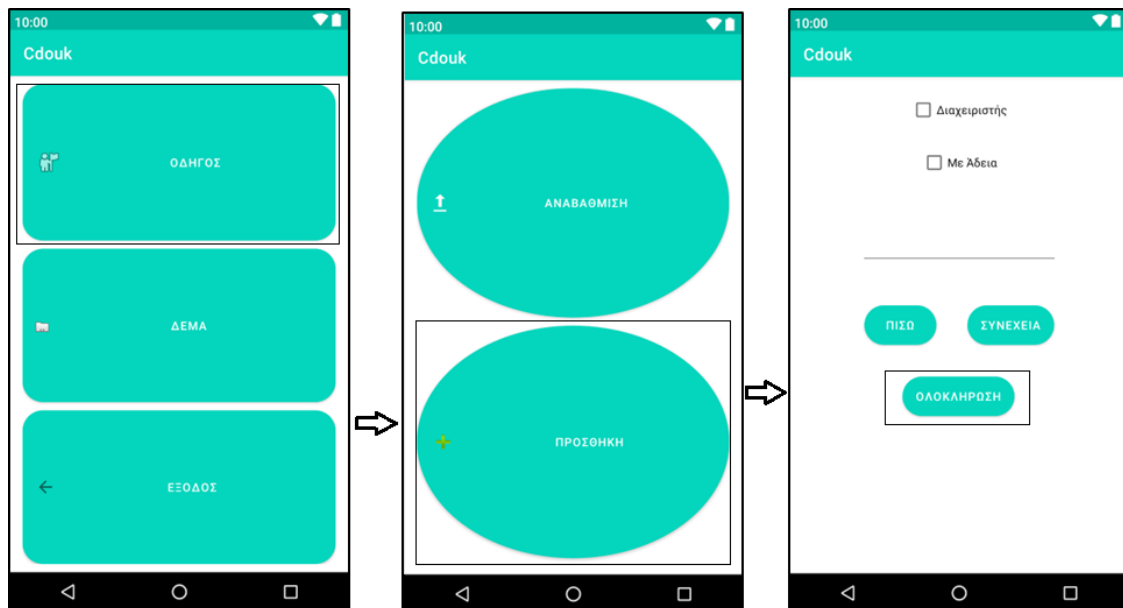 10:00
Cdouk
ΟΔΗΓΟΣ
ΔΕΜΑ
ΕΞΟΔΟΣ
10:00
Cdouk
ΑΝΑΒΑΘΜΙΣΗ
ΠΡΟΣΘΗΚΗ
10:00
Cdouk
Διαχειριστής
Με Άδεια
ΠΙΣΩ
ΣΥΝΕΧΕΙΑ
ΟΛΟΚΛΗΡΩΣΗ